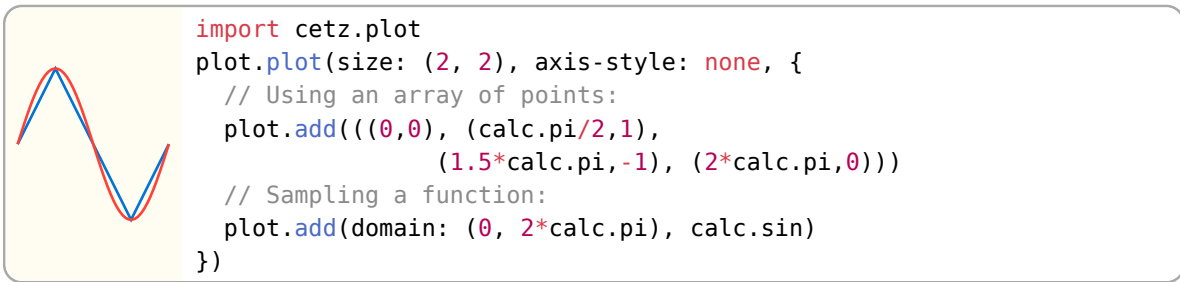 import cetz.plot
plot.plot(size: (2, 2), axis-style: none, {
  // Using an array of points:
  plot.add(((0,0), (calc.pi/2,1),
                 (1.5*calc.pi,-1), (2*calc.pi,0)))
  // Sampling a function:
  plot.add(domain: (0, 2*calc.pi), calc.sin)
})